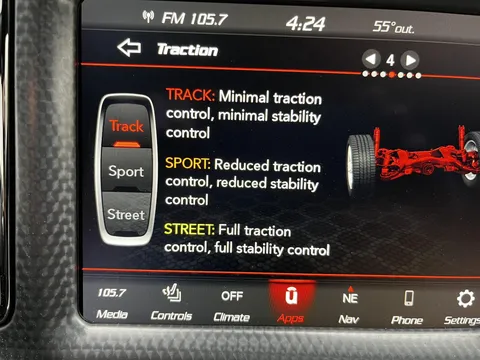 FM 105.7 4:24 55°out.
Traction
4
TRACK: Minimal traction
control, minimal stability
control
Track
SPORT: Reduced traction
control, reduced stability
control
Sport
Street
STREET: Full traction
control, full stability control
105.7 OFF NE
Media Controls Climate Apps Nav Phone Settings